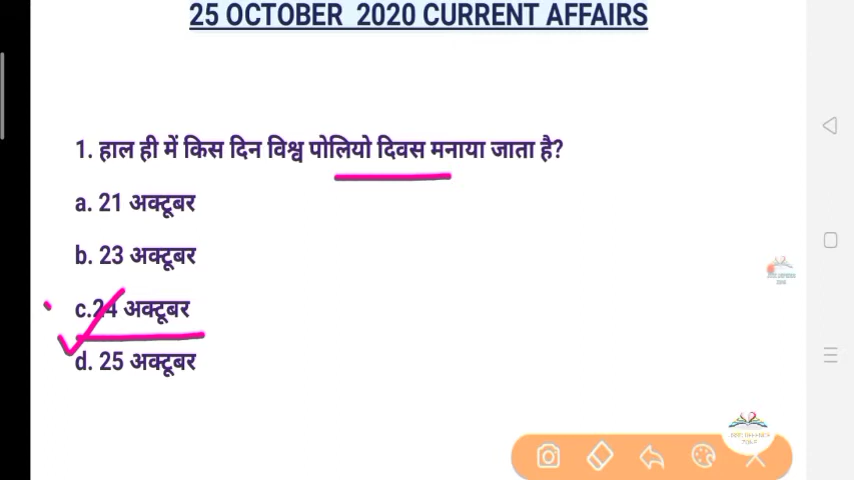 25 OCTOBER 2020 CURRENT AFFAIRS
1. हाल ही में किस दिन विश्व पोलियो दिवस मनाया जाता है?
a. 21 अक्टूबर
b. 23 अक्टूबर
c.24 अक्टूबर
d. 25 अक्टूबर